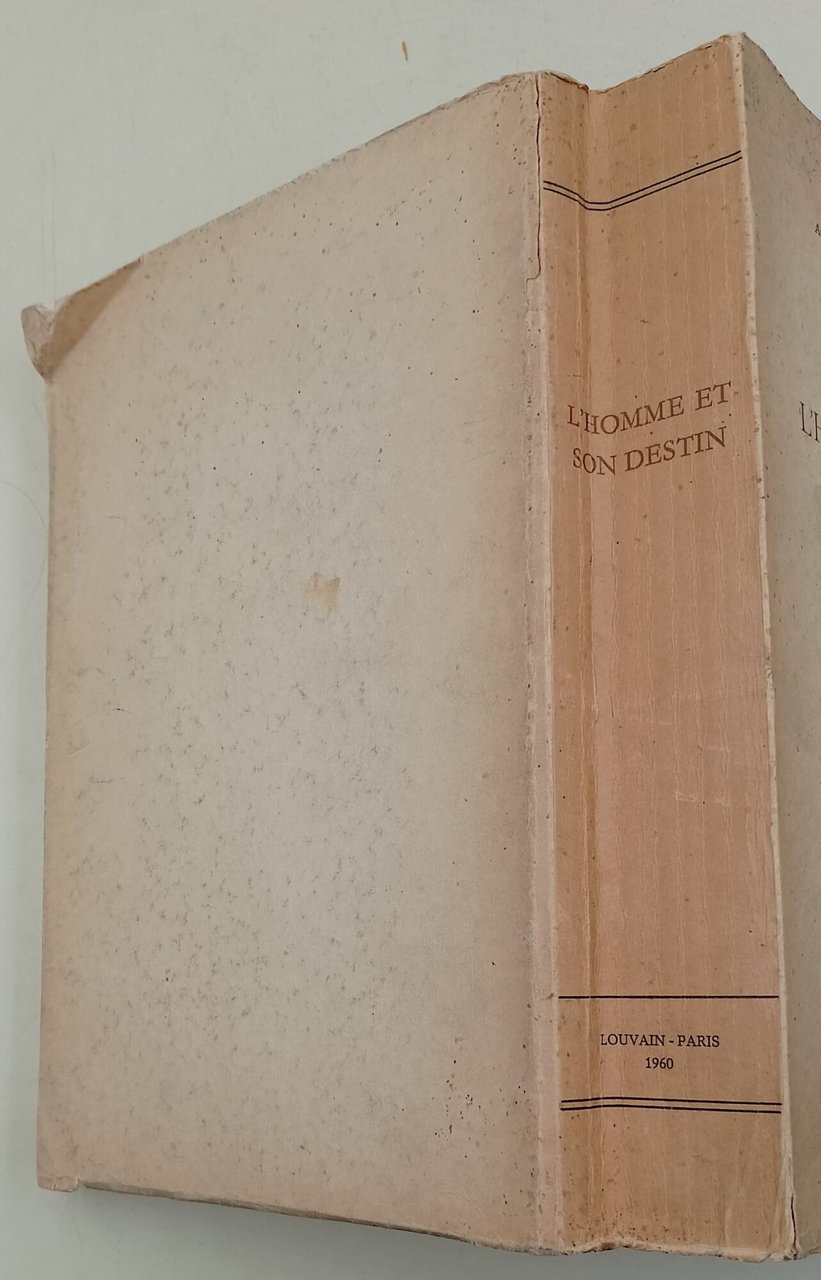 L'HOMME ET
SON DESTIN
LOUVAIN - PARIS
1960